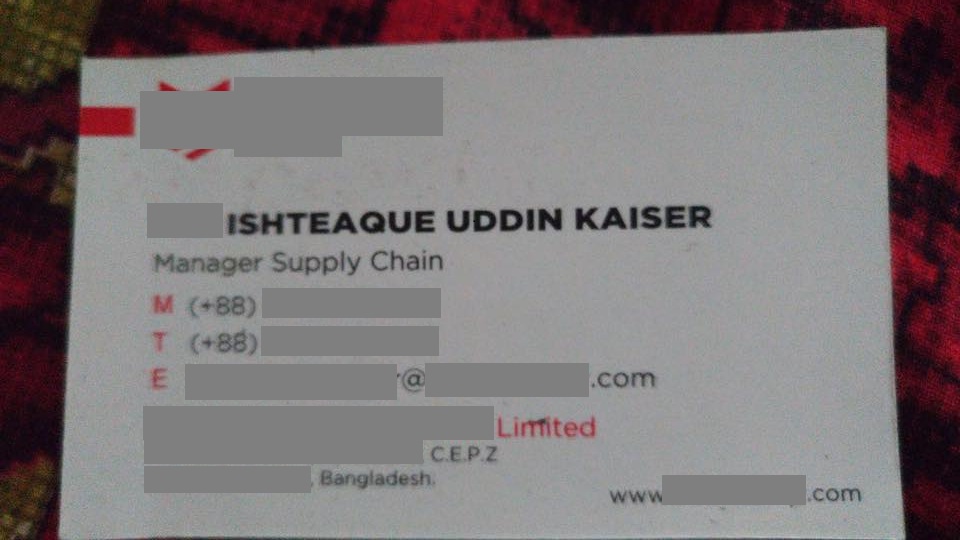 ISHTEAQUE UDDIN KAISER
Manager Supply Chain
M (+88)
T (+88)
E @ .com
Limited
C.E.P.Z
, Bangladesh.
www .com